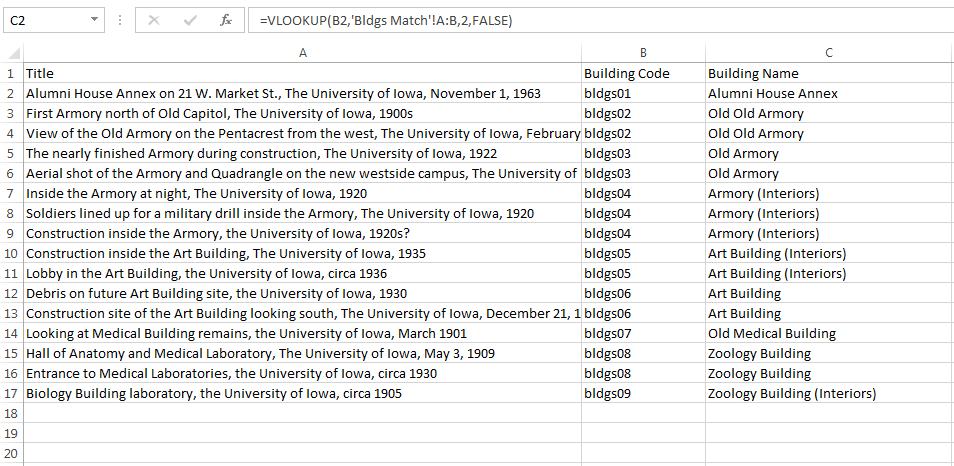 C2 fx =VLOOKUP(B2,'Bldgs Match'!A:B,2,FALSE)
A B C
1 Title Building Code Building Name
2 Alumni House Annex on 21 W. Market St., The University of Iowa, November 1, 1963 bldgs01 Alumni House Annex
3 First Armory north of Old Capitol, The University of Iowa, 1900s bldgs02 Old Old Armory
4 View of the Old Armory on the Pentacrest from the west, The University of Iowa, February bldgs02 Old Old Armory
5 The nearly finished Armory during construction, The University of Iowa, 1922 bldgs03 Old Armory
6 Aerial shot of the Armory and Quadrangle on the new westside campus, The University of bldgs03 Old Armory
7 Inside the Armory at night, The University of Iowa, 1920 bldgs04 Armory (Interiors)
8 Soldiers lined up for a military drill inside the Armory, The University of Iowa, 1920 bldgs04 Armory (Interiors)
9 Construction inside the Armory, the University of Iowa, 1920s? bldgs04 Armory (Interiors)
10 Construction inside the Art Building, The University of Iowa, 1935 bldgs05 Art Building (Interiors)
11 Lobby in the Art Building, the University of Iowa, circa 1936 bldgs05 Art Building (Interiors)
12 Debris on future Art Building site, the University of Iowa, 1930 bldgs06 Art Building
13 Construction site of the Art Building looking south, The University of Iowa, December 21, 1 bldgs06 Art Building
14 Looking at Medical Building remains, the University of Iowa, March 1901 bldgs07 Old Medical Building
15 Hall of Anatomy and Medical Laboratory, The University of Iowa, May 3, 1909 bldgs08 Zoology Building
16 Entrance to Medical Laboratories, the University of Iowa, circa 1930 bldgs08 Zoology Building
17 Biology Building laboratory, the University of Iowa, circa 1905 bldgs09 Zoology Building (Interiors)
18
19
20